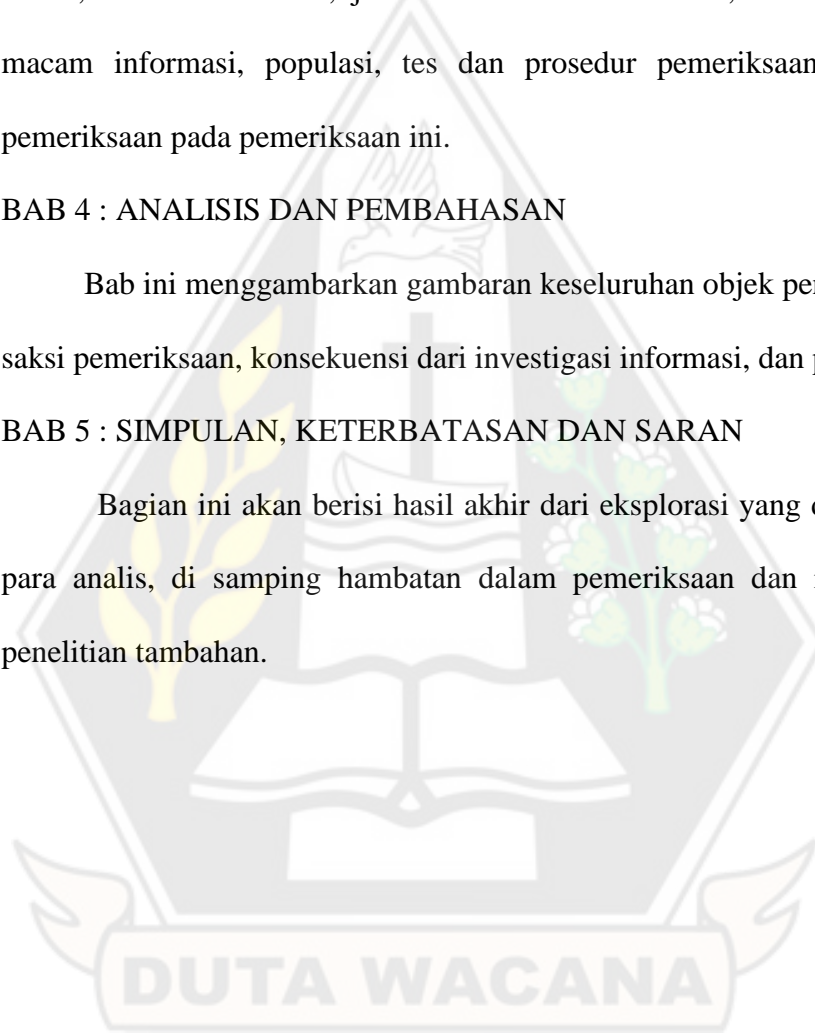 macam informasi, populasi, tes dan prosedur pemeriksaan
pemeriksaan pada pemeriksaan ini.
BAB 4 : ANALISIS DAN PEMBAHASAN
Bab ini menggambarkan gambaran keseluruhan objek
saksi pemeriksaan, konsekuensi dari investigasi informasi, dan
BAB 5 : SIMPULAN, KETERBATASAN DAN SARAN
Bagian ini akan berisi hasil akhir dari eksplorasi yang
para analis, di samping hambatan dalam pemeriksaan dan
penelitian tambahan.
DUTA WACANA